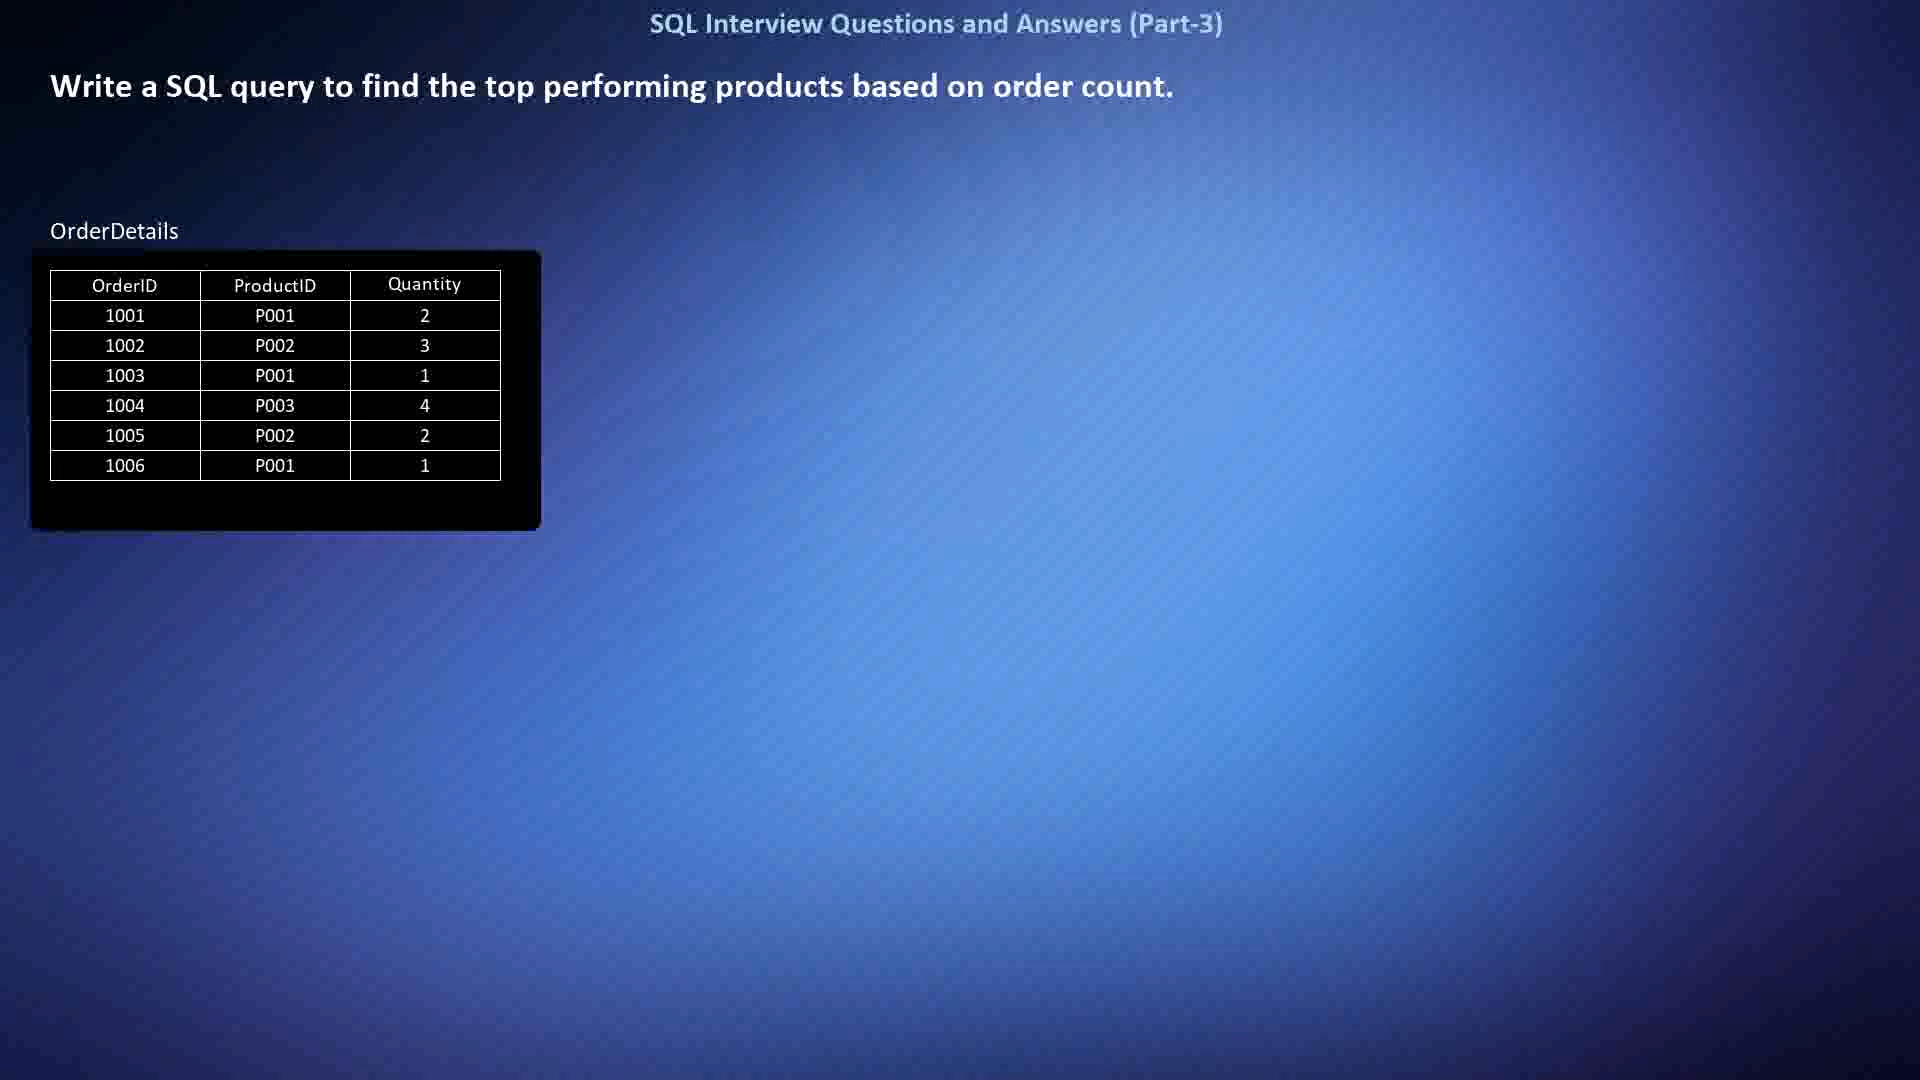 SQL Interview Questions and Answers (Part-3)
Write a SQL query to find the top performing products based on order count.
OrderDetails
OrderID ProductID Quantity
1001 P001 2
1002 P002 3
1003 P001 1
1004 P003 4
1005 P002 2
1006 P001 1